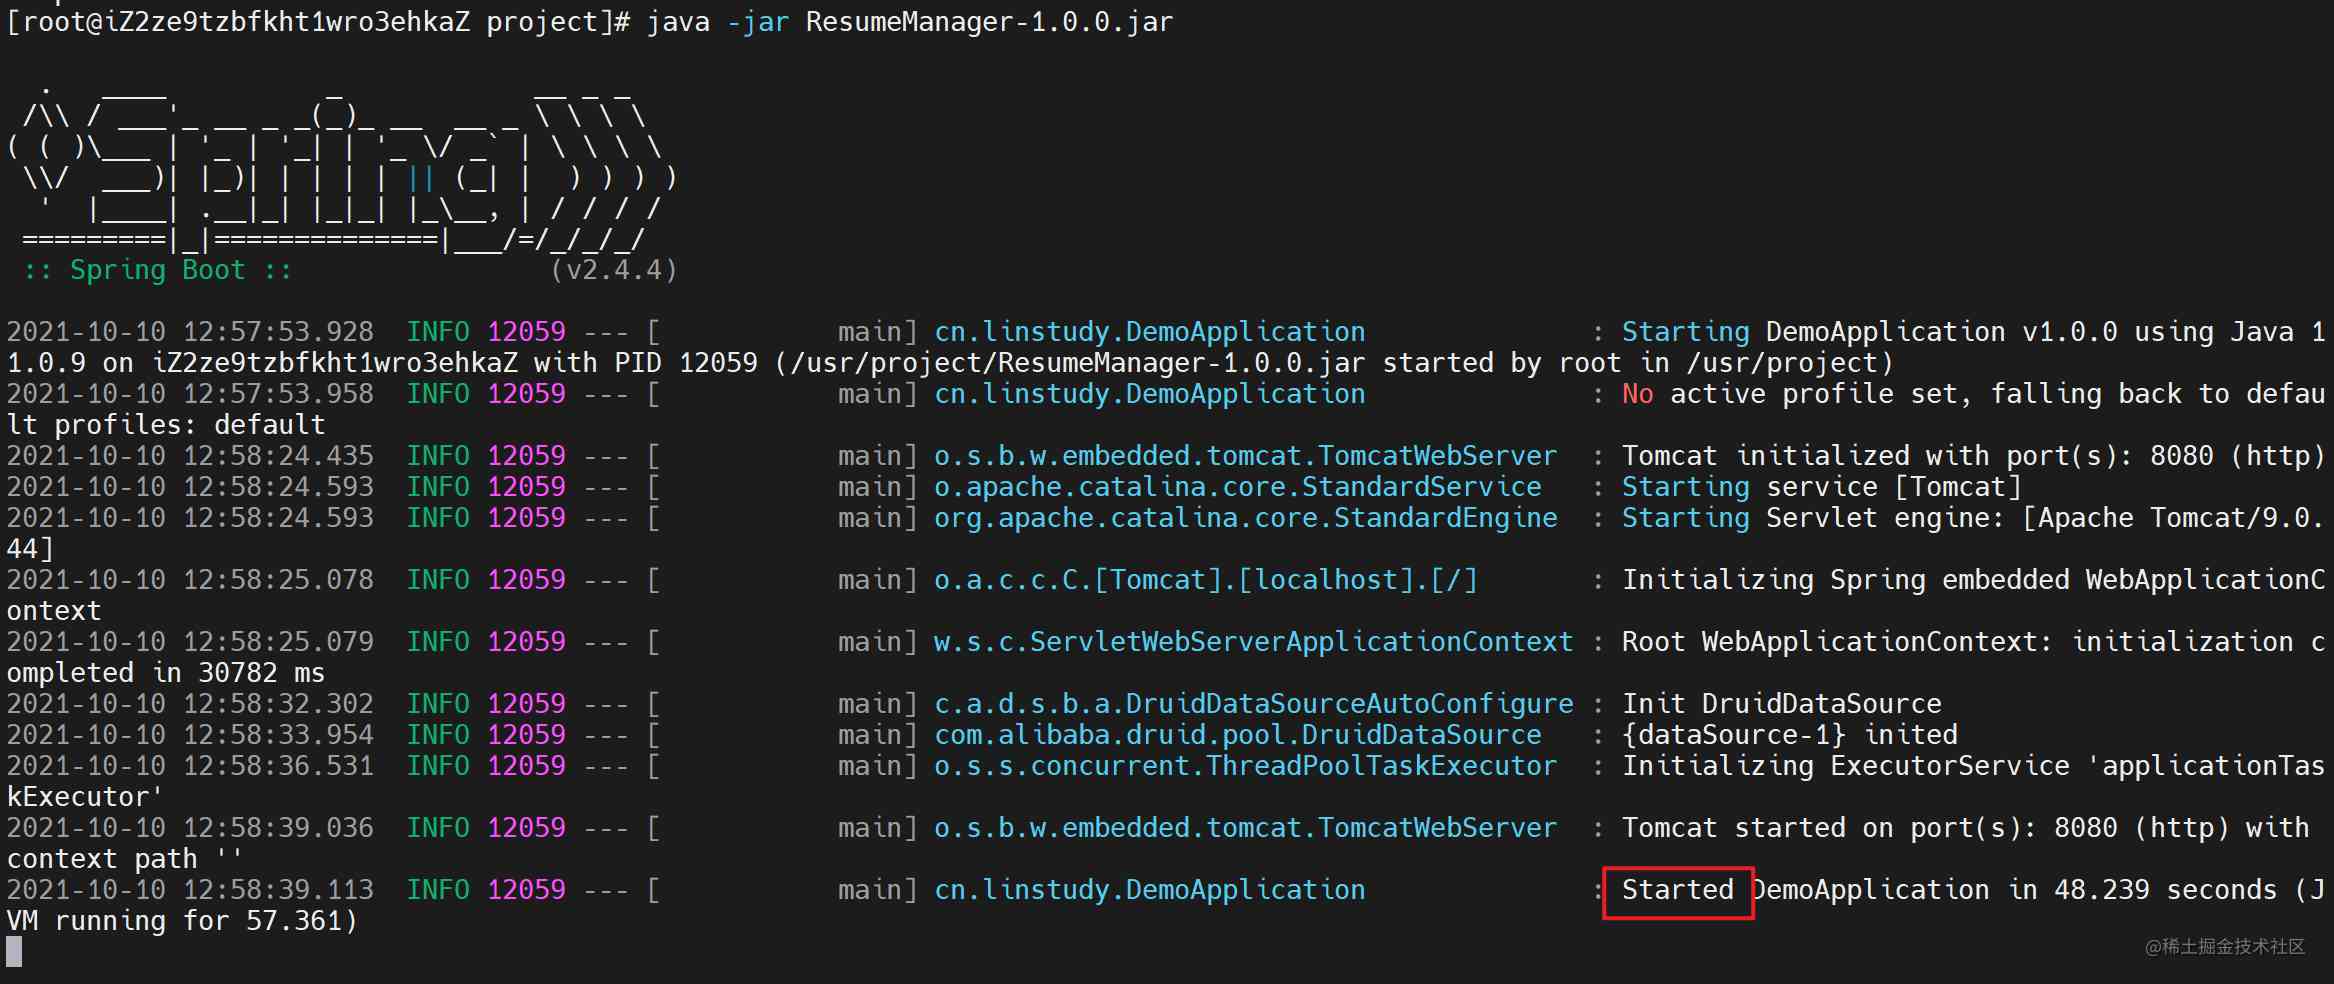 [root@iZ2ze9tzbfkht1wro3ehkaZ project]# java -jar ResumeManager-1.0.0.jar
  .   ____          _            __ _ _
 /\\ / ___'_ __ _ _(_)_ __  __ _ \ \ \ \
( ( )\___ | '_ | '_| | '_ \/ _` | \ \ \ \
 \\/  ___)| |_)| | | | | || (_| |  ) ) ) )
  '  |____| .__|_| |_|_| |_\__, | / / / /
 =========|_|==============|___/=/_/_/_/
 :: Spring Boot ::                (v2.4.4)
2021-10-10 12:57:53.928  INFO 12059 --- [           main] cn.linstudy.DemoApplication              : Starting DemoApplication v1.0.0 using Java 1
1.0.9 on iZ2ze9tzbfkht1wro3ehkaZ with PID 12059 (/usr/project/ResumeManager-1.0.0.jar started by root in /usr/project)
2021-10-10 12:57:53.958  INFO 12059 --- [           main] cn.linstudy.DemoApplication              : No active profile set, falling back to defau
lt profiles: default
2021-10-10 12:58:24.435  INFO 12059 --- [           main] o.s.b.w.embedded.tomcat.TomcatWebServer  : Tomcat initialized with port(s): 8080 (http)
2021-10-10 12:58:24.593  INFO 12059 --- [           main] o.apache.catalina.core.StandardService   : Starting service [Tomcat]
2021-10-10 12:58:24.593  INFO 12059 --- [           main] org.apache.catalina.core.StandardEngine  : Starting Servlet engine: [Apache Tomcat/9.0.
44]
2021-10-10 12:58:25.078  INFO 12059 --- [           main] o.a.c.c.C.[Tomcat].[localhost].[/]       : Initializing Spring embedded WebApplicationC
ontext
2021-10-10 12:58:25.079  INFO 12059 --- [           main] w.s.c.ServletWebServerApplicationContext : Root WebApplicationContext: initialization c
ompleted in 30782 ms
2021-10-10 12:58:32.302  INFO 12059 --- [           main] c.a.d.s.b.a.DruidDataSourceAutoConfigure : Init DruidDataSource
2021-10-10 12:58:33.954  INFO 12059 --- [           main] com.alibaba.druid.pool.DruidDataSource   : {dataSource-1} inited
2021-10-10 12:58:36.531  INFO 12059 --- [           main] o.s.s.concurrent.ThreadPoolTaskExecutor  : Initializing ExecutorService 'applicationTas
kExecutor'
2021-10-10 12:58:39.036  INFO 12059 --- [           main] o.s.b.w.embedded.tomcat.TomcatWebServer  : Tomcat started on port(s): 8080 (http) with
context path ''
2021-10-10 12:58:39.113  INFO 12059 --- [           main] cn.linstudy.DemoApplication              : Started DemoApplication in 48.239 seconds (J
VM running for 57.361)
@稀土掘金技术社区